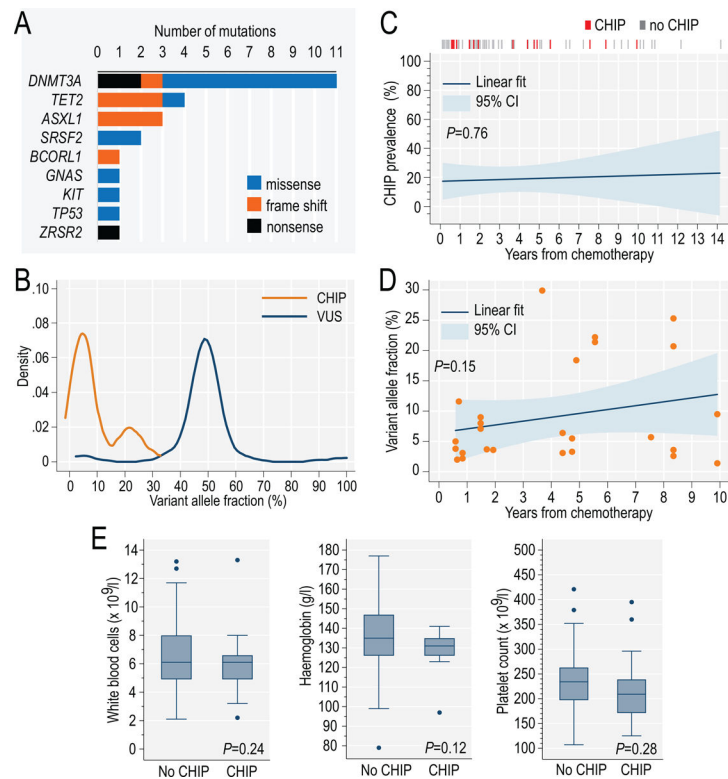 A
Number of mutations
0 1 2 3 4 5 6 7 8 9 10 11
DNMT3A
TET2
ASXL1
SRSF2
BCORL1
GNAS
KIT
TP53
ZRSR2
missense
frame shift
nonsense
B
.10
.08
.06
.04
.02
0
Density
CHIP
VUS
0 10 20 30 40 50 60 70 80 90 100
Variant allele fraction (%)
C
CHIP
no CHIP
100
80
60
40
20
0
CHIP prevalence (%)
Linear fit
95% CI
P=0.76
0 1 2 3 4 5 6 7 8 9 10 11 12 13 14
Years from chemotherapy
D
30
25
20
15
10
5
0
Variant allele fraction (%)
Linear fit
95% CI
P=0.15
0 1 2 3 4 5 6 7 8 9 10
Years from chemotherapy
E
White blood cells (x 10⁹/l)
14
12
10
8
6
4
2
0
P=0.24
No CHIP CHIP
Haemoglobin (g/l)
180
170
160
150
140
130
120
110
100
90
80
P=0.12
No CHIP CHIP
Platelet count (x 10⁹/l)
500
450
400
350
300
250
200
150
100
P=0.28
No CHIP CHIP